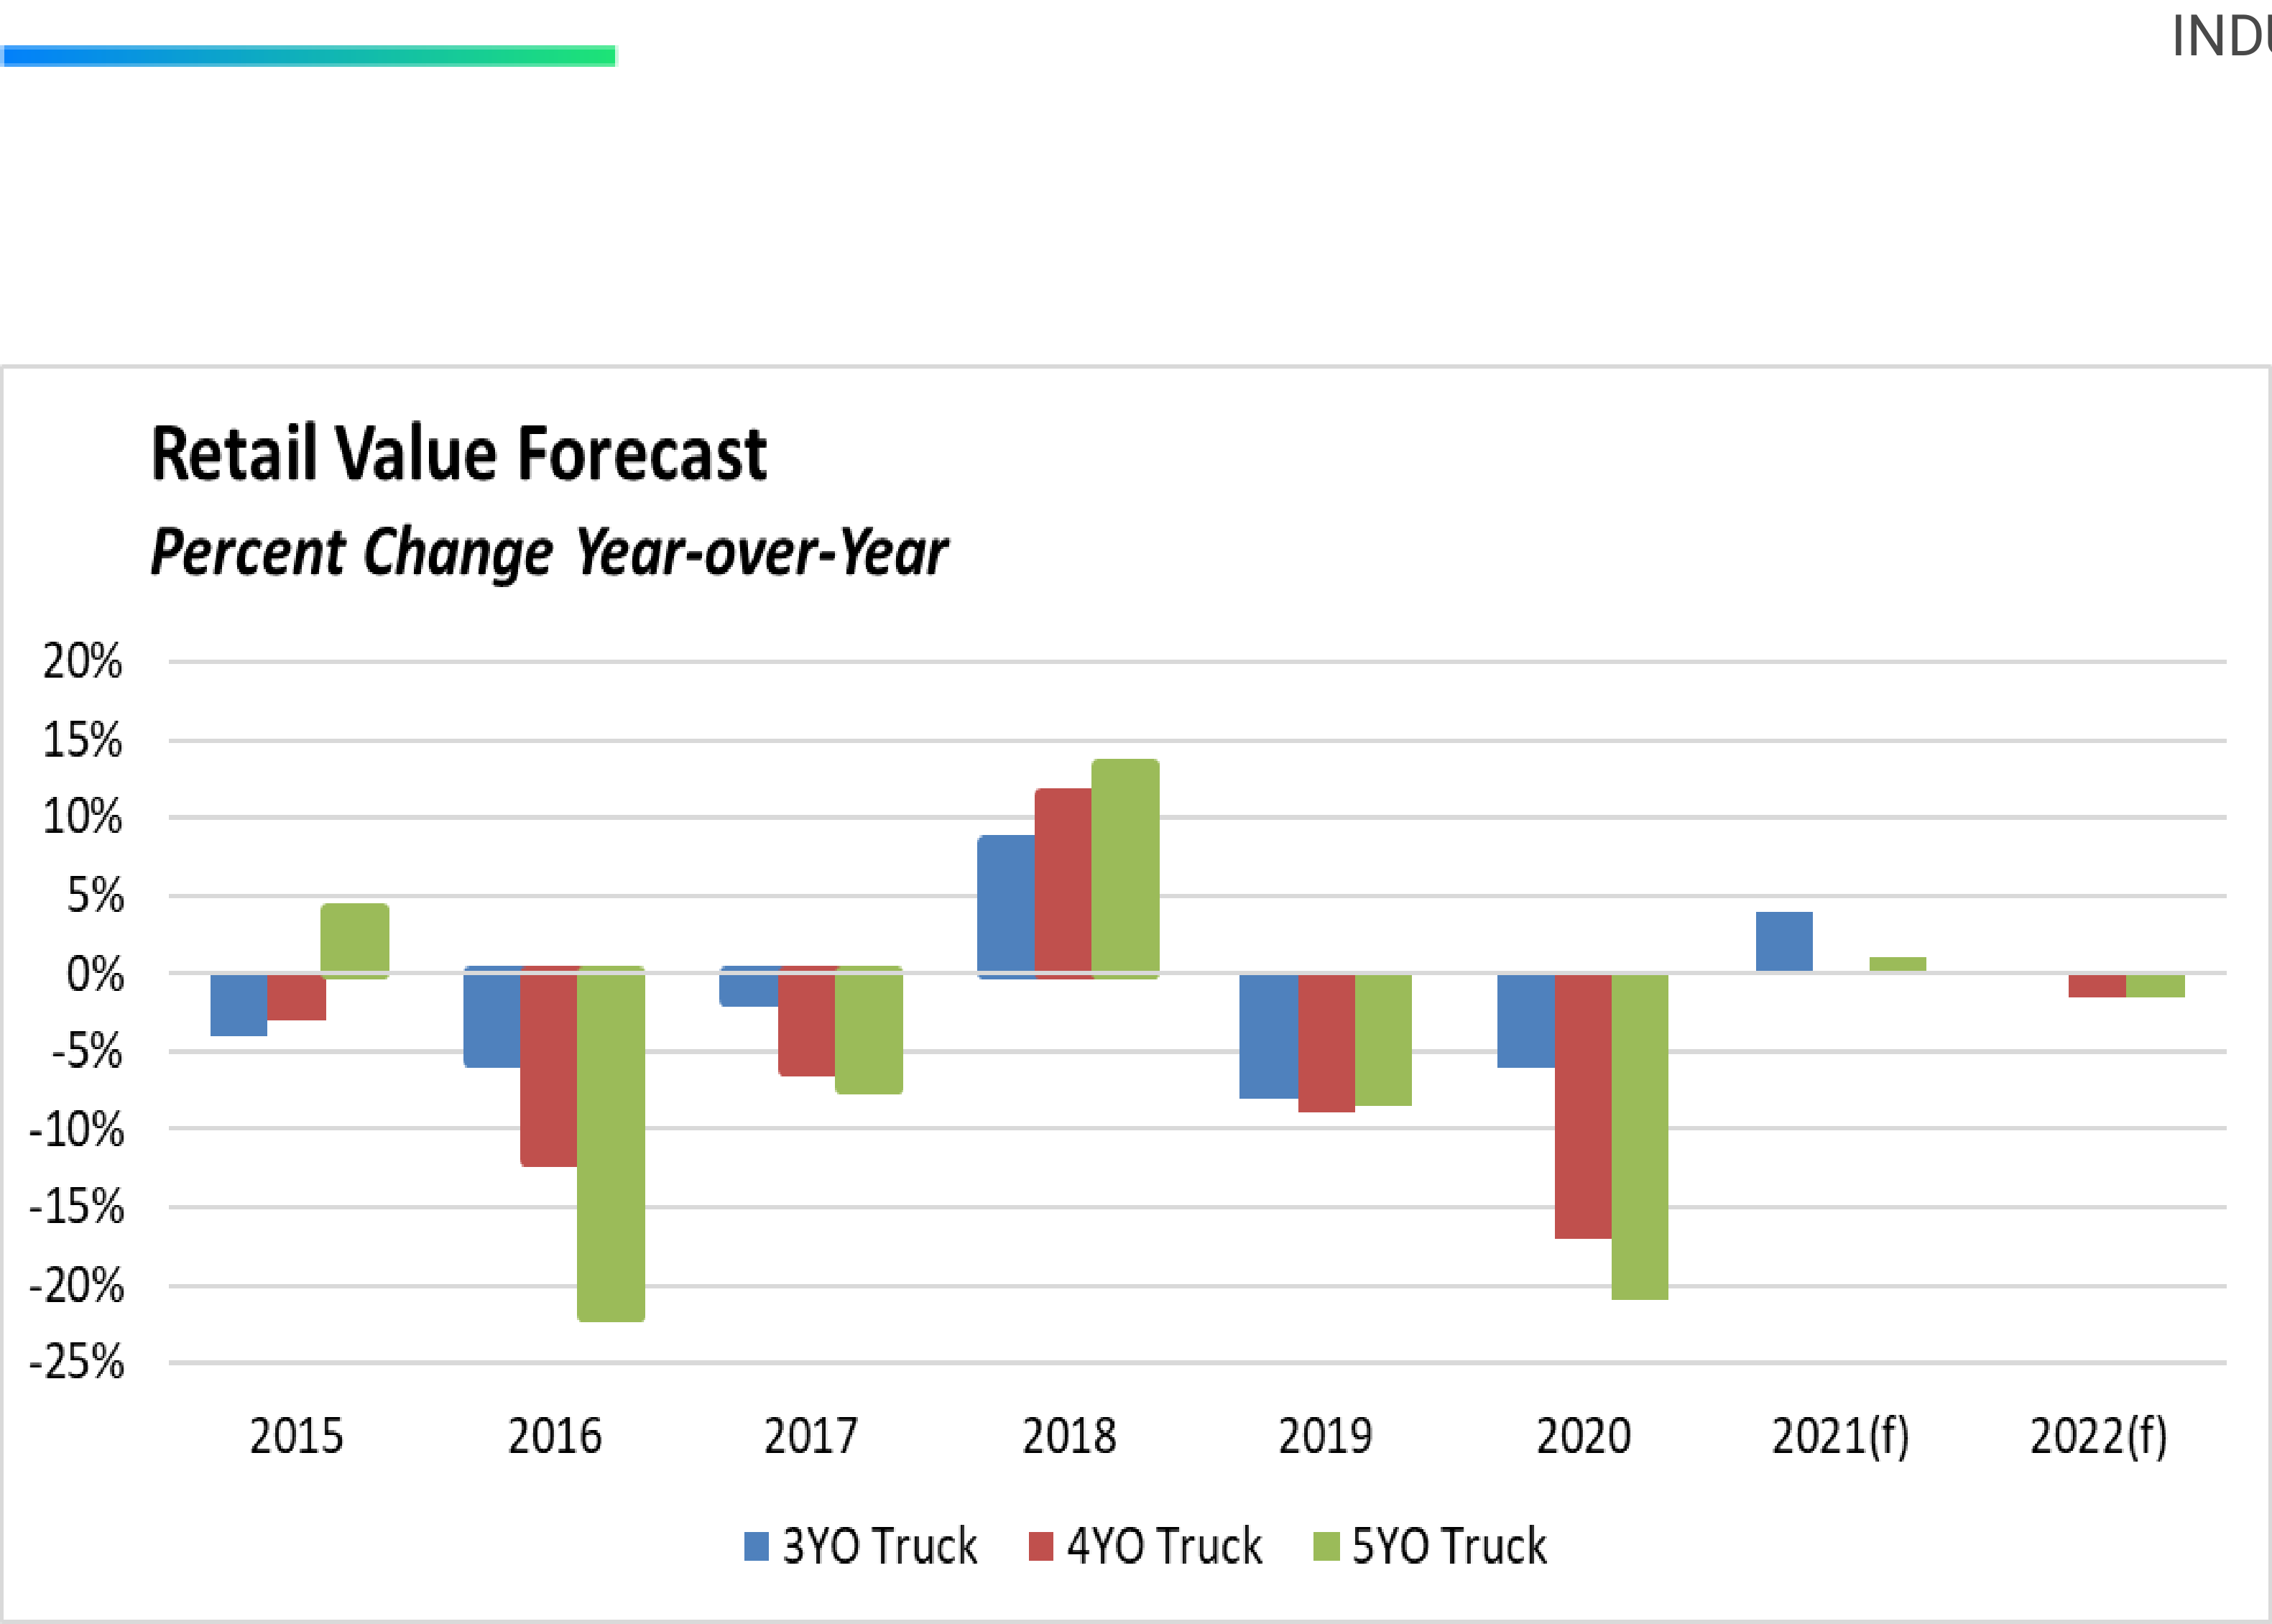 Retail Value Forecast
Percent Change Year-over-Year
20%
15%
10%
5%
0%
-5%
-10%
-15%
-20%
-25%
2015 2016 2017 2018 2019 2020 2021(f) 2022(f)
3YO Truck 4YO Truck 5YO Truck